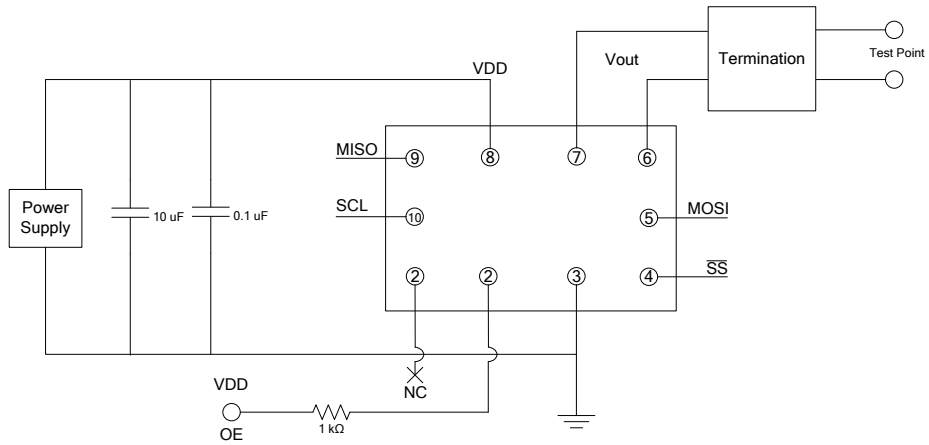 Vout
Termination
Test Point
VDD
MISO
9
8
7
6
Power
Supply
10 uF
0.1 uF
SCL
10
5
MOSI
2
2
3
4
SS
NC
VDD
OE
1 kΩ